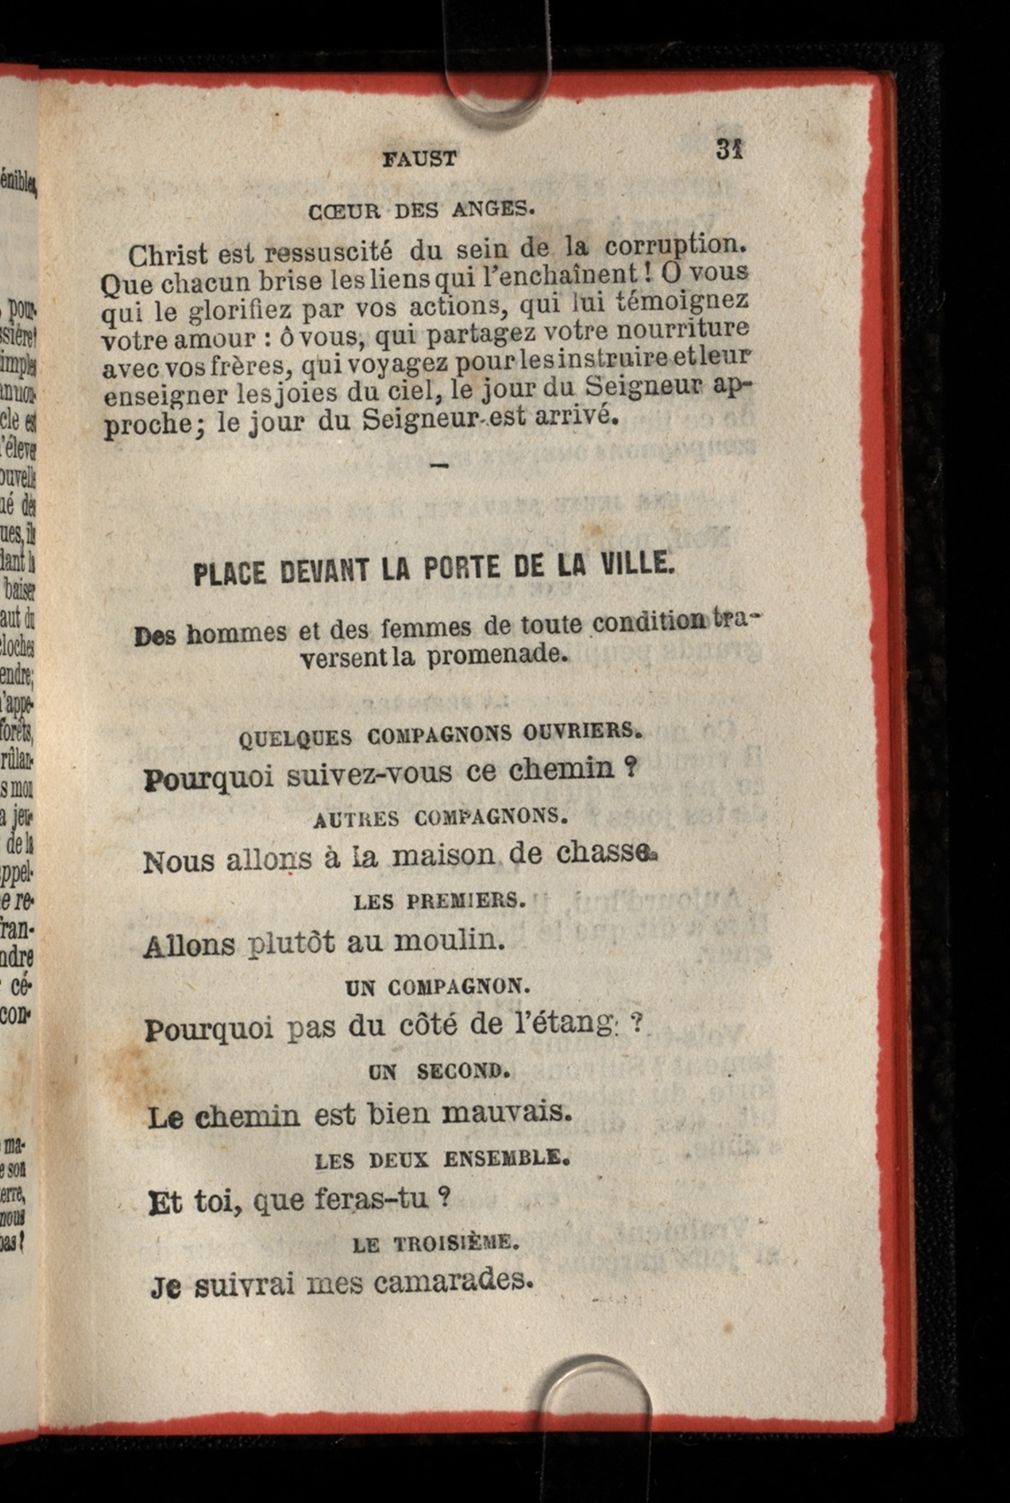 FAUST 31
CŒUR DES ANGES.
Christ est ressuscité du sein de la corruption.
Que chacun brise les liens qui l'enchaînent ! O vous
qui le glorifiez par vos actions, qui lui témoignez
votre amour : ô vous, qui partagez votre nourriture
avec vos frères, qui voyagez pour les instruire et leur
enseigner les joies du ciel, le jour du Seigneur ap-
proche; le jour du Seigneur est arrivé.
PLACE DEVANT LA PORTE DE LA VILLE.
Des hommes et des femmes de toute condition tra-
versent la promenade.
QUELQUES COMPAGNONS OUVRIERS.
Pourquoi suivez-vous ce chemin ?
AUTRES COMPAGNONS.
Nous allons à la maison de chasse.
LES PREMIERS.
Allons plutôt au moulin.
UN COMPAGNON.
Pourquoi pas du côté de l'étang ?
UN SECOND.
Le chemin est bien mauvais.
LES DEUX ENSEMBLE.
Et toi, que feras-tu ?
LE TROISIÈME.
Je suivrai mes camarades.